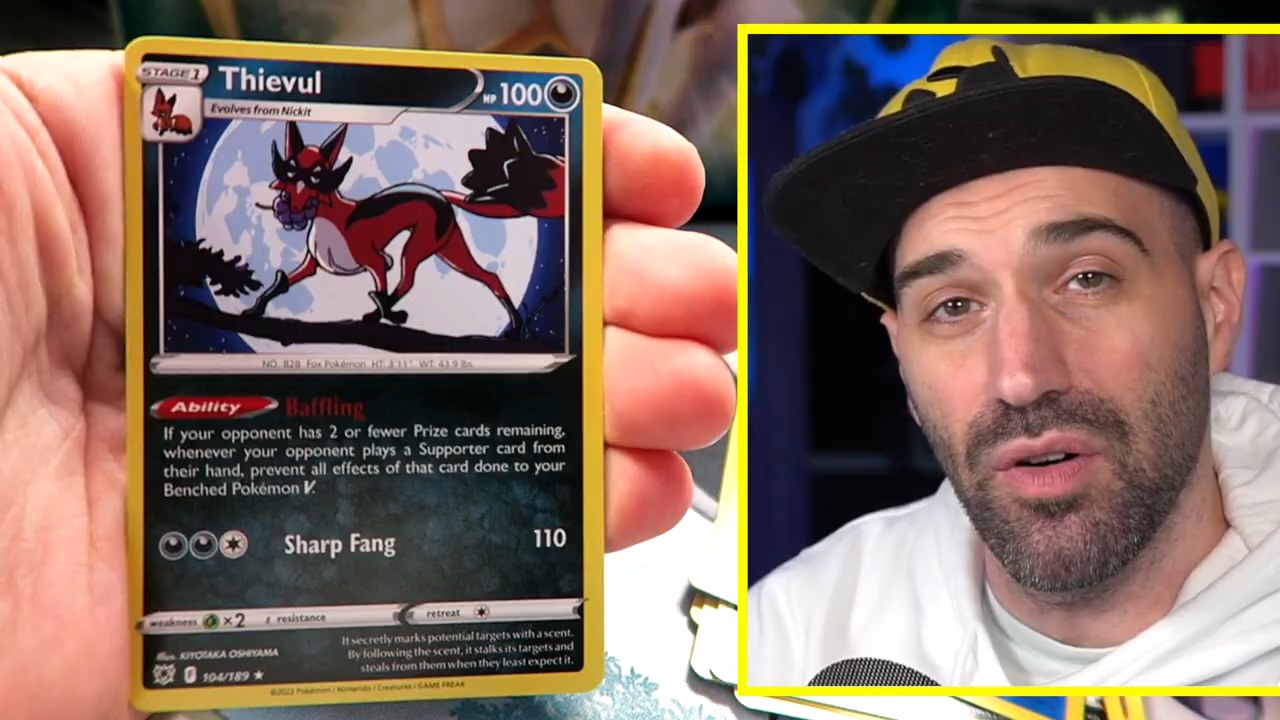 STAGE 1
Thievul
HP 100
Evolves from Nickit
NO. 828 Fox Pokémon HT: 3'11" WT: 43.9 lbs.
Ability Baffling
If your opponent has 2 or fewer Prize cards remaining,
whenever your opponent plays a Supporter card from
their hand, prevent all effects of that card done to your
Benched Pokémon V.
Sharp Fang 110
weakness ×2 resistance retreat
Illus. KIYOTAKA OSHIYAMA
104/189 ★
It secretly marks potential targets with a scent.
By following the scent, it stalks its targets and
steals from them when they least expect it.
©2022 Pokémon / Nintendo / Creatures / GAME FREAK